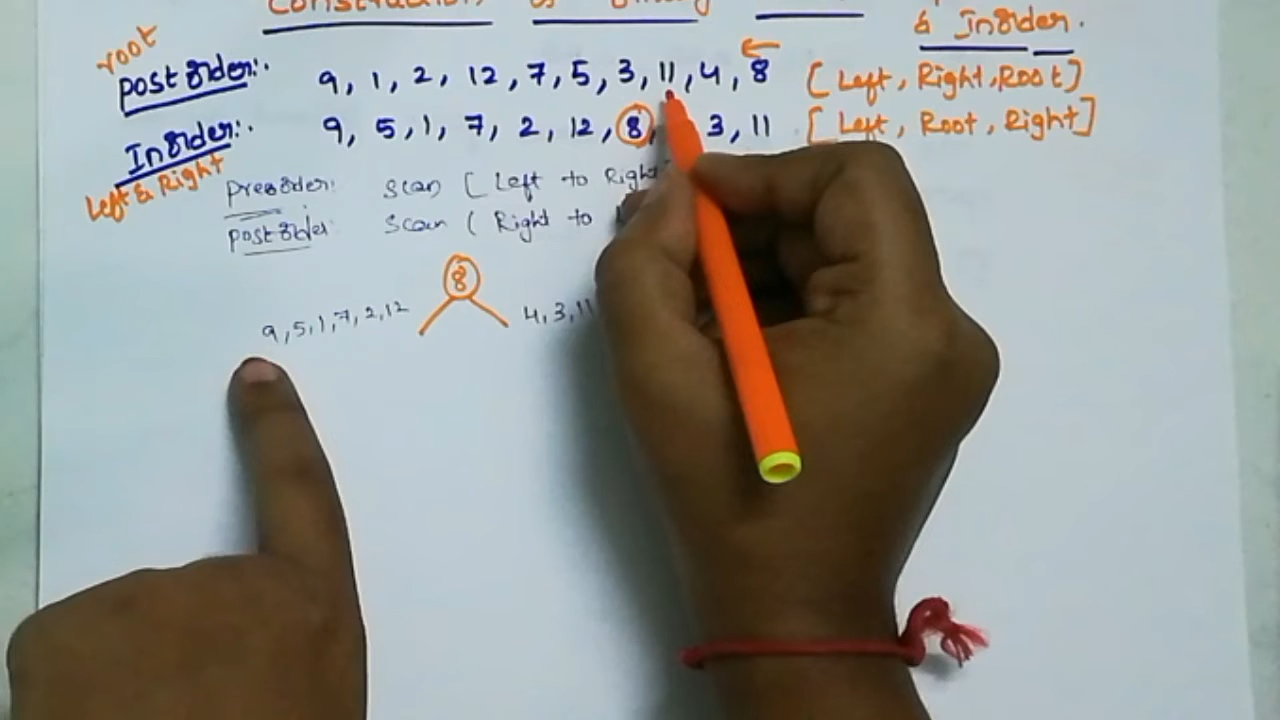 & Inorder.
root
postorder:. 9, 1, 2, 12, 7, 5, 3, 11, 4, 8 [Left, Right, Root]
Inorder:. 9, 5, 1, 7, 2, 12, 8, 3, 11 [Left, Root, Right]
Left & Right
Preorder: Scan [Left to Right
postorder: Scan (Right to
8
9, 5, 1, 7, 2, 12 4, 3, 11